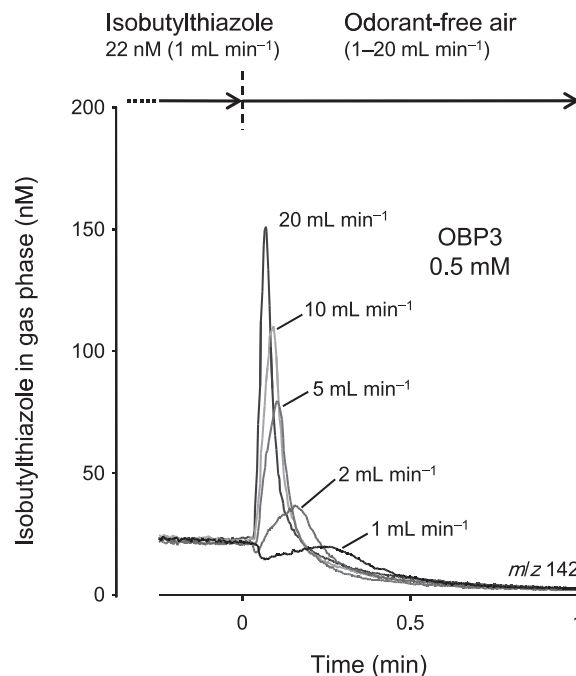 Isobutylthiazole
22 nM (1 mL min⁻¹)
Odorant-free air
(1–20 mL min⁻¹)
Isobutylthiazole in gas phase (nM)
200
150
100
50
0
20 mL min⁻¹
10 mL min⁻¹
5 mL min⁻¹
2 mL min⁻¹
1 mL min⁻¹
OBP3
0.5 mM
m/z 142
0
0.5
1
Time (min)